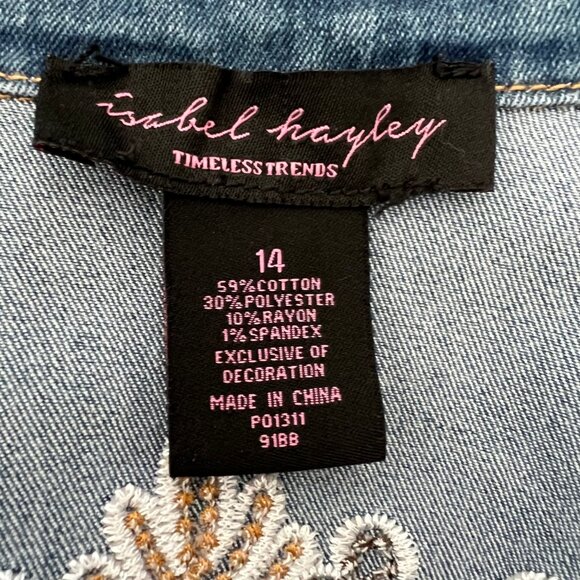 isabel hayley
TIMELESS TRENDS
14
59%COTTON
30%POLYESTER
10%RAYON
1%SPANDEX
EXCLUSIVE OF
DECORATION
MADE IN CHINA
P01311
91BB